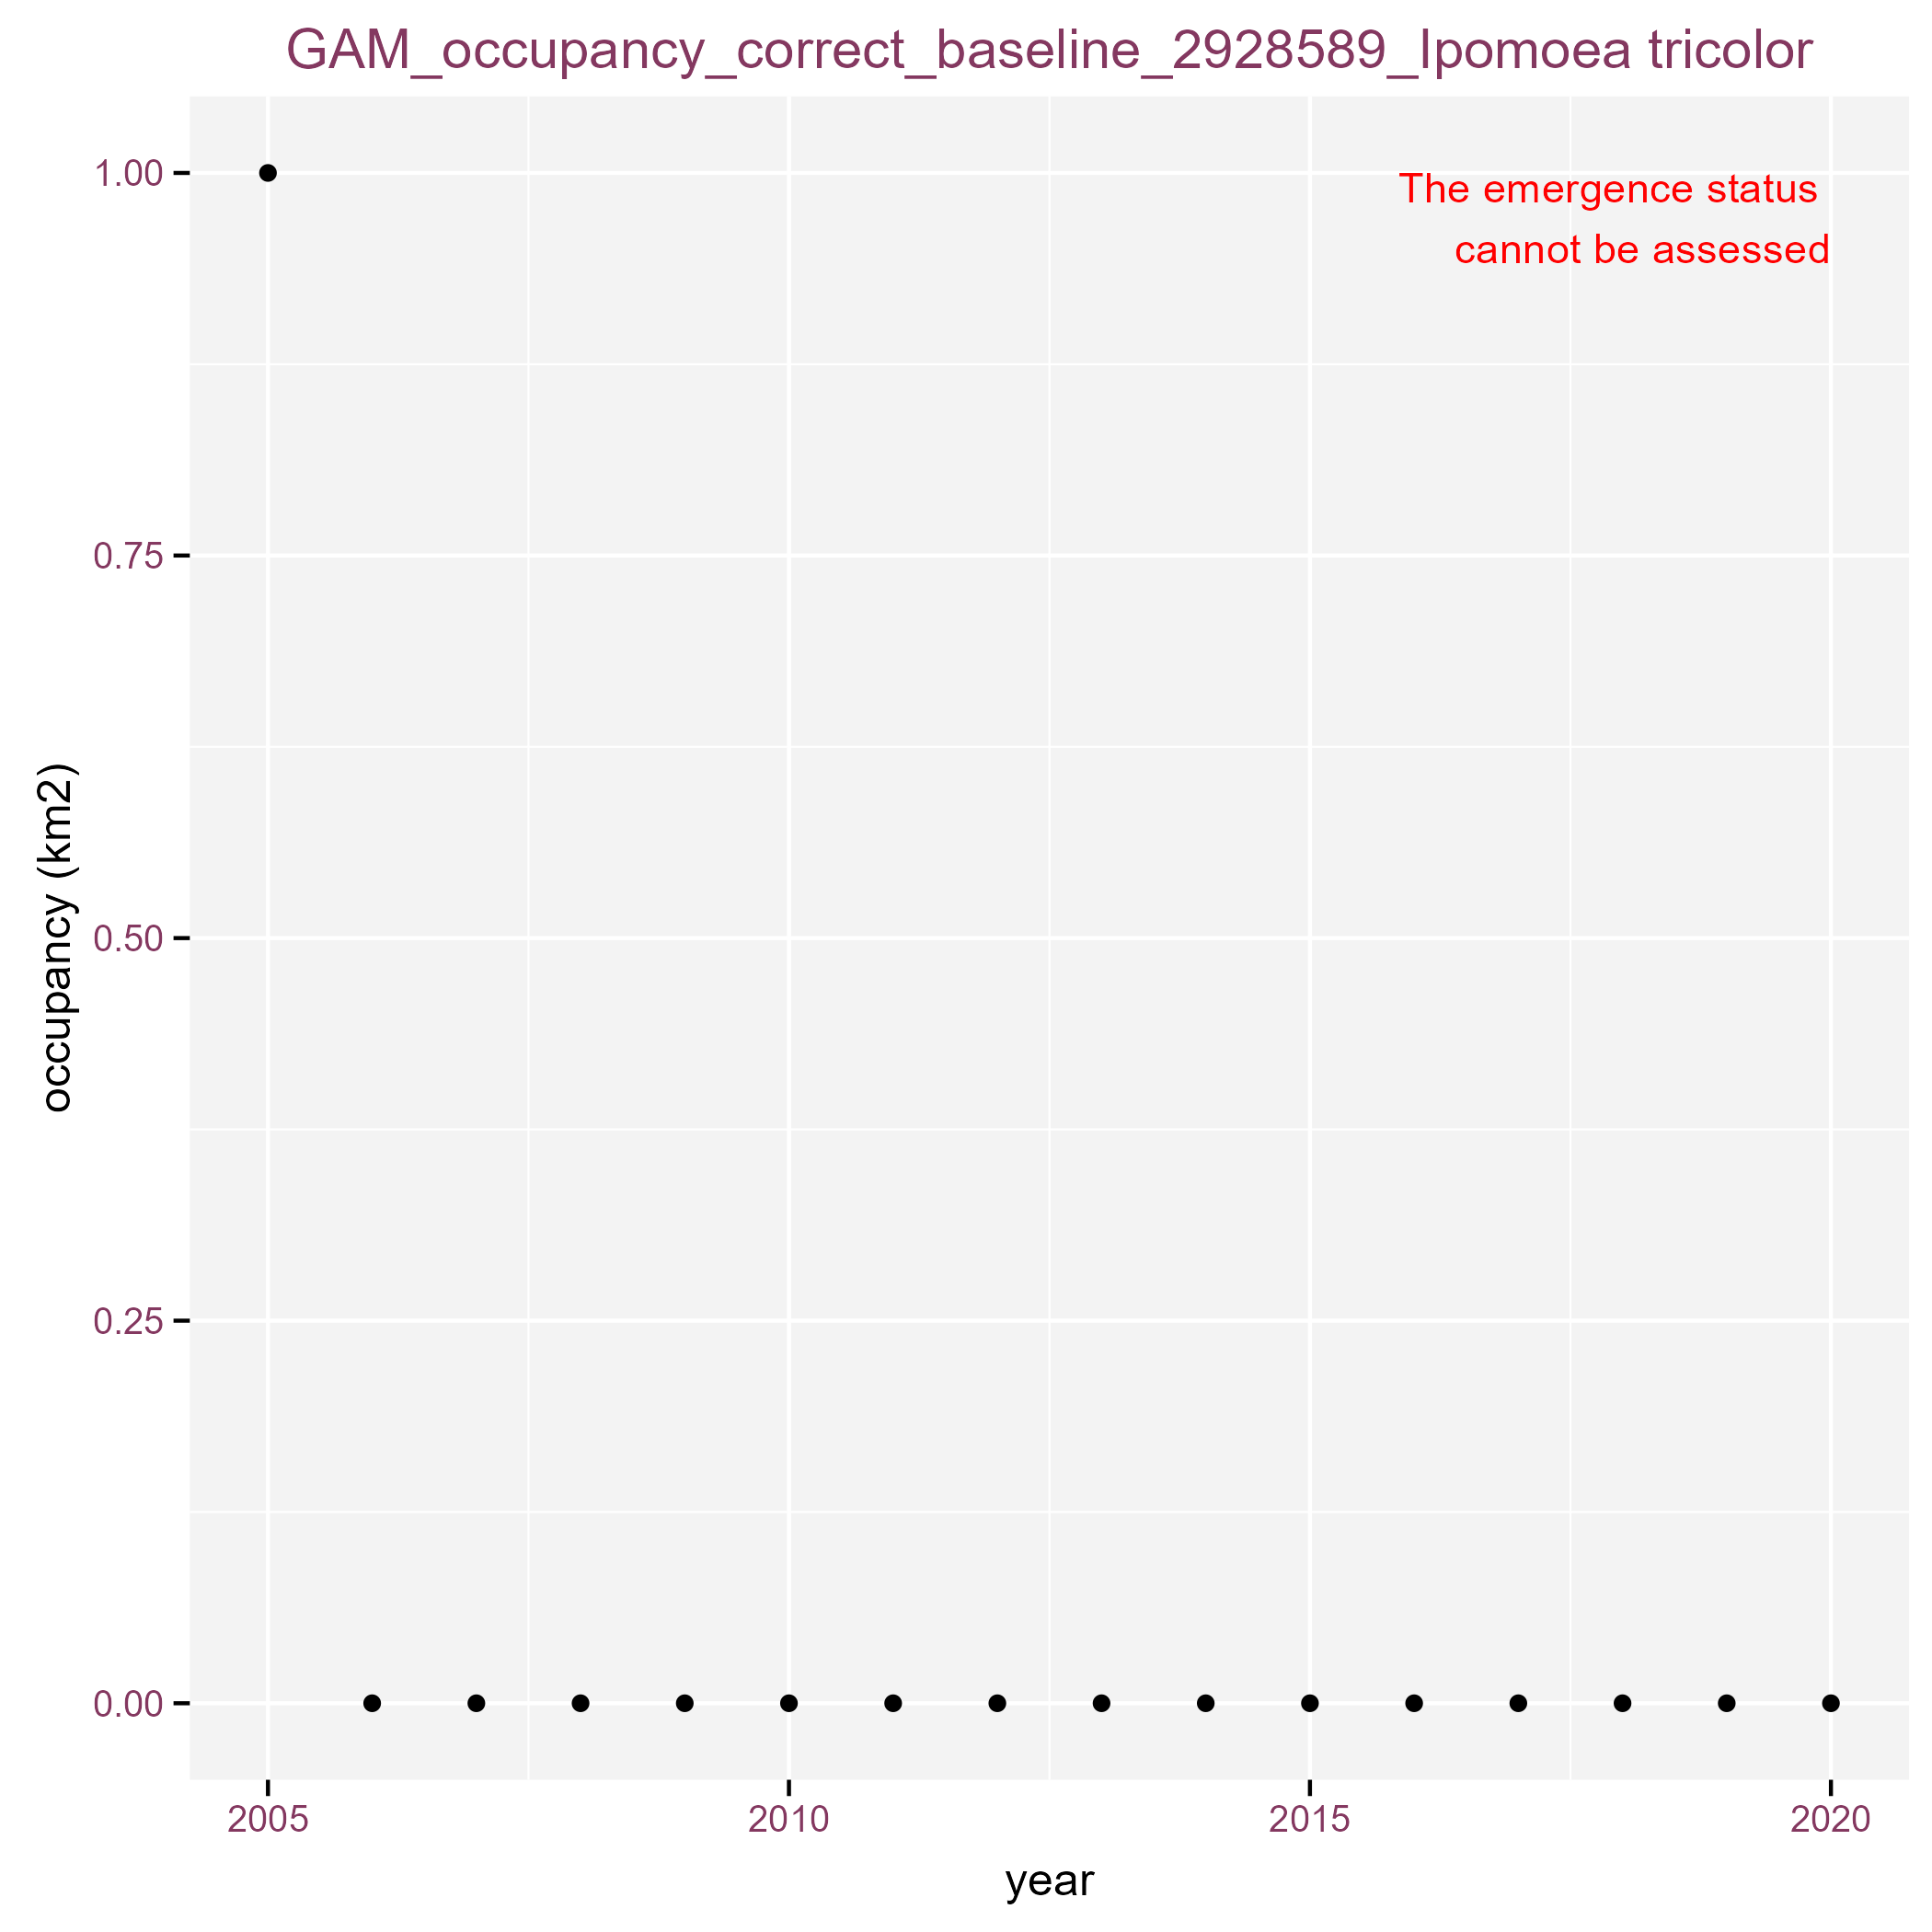 GAM_occupancy_correct_baseline_2928589_Ipomoea tricolor
The emergence status
cannot be assessed
1.00
0.75
0.50
0.25
0.00
occupancy (km2)
2005
2010
2015
2020
year